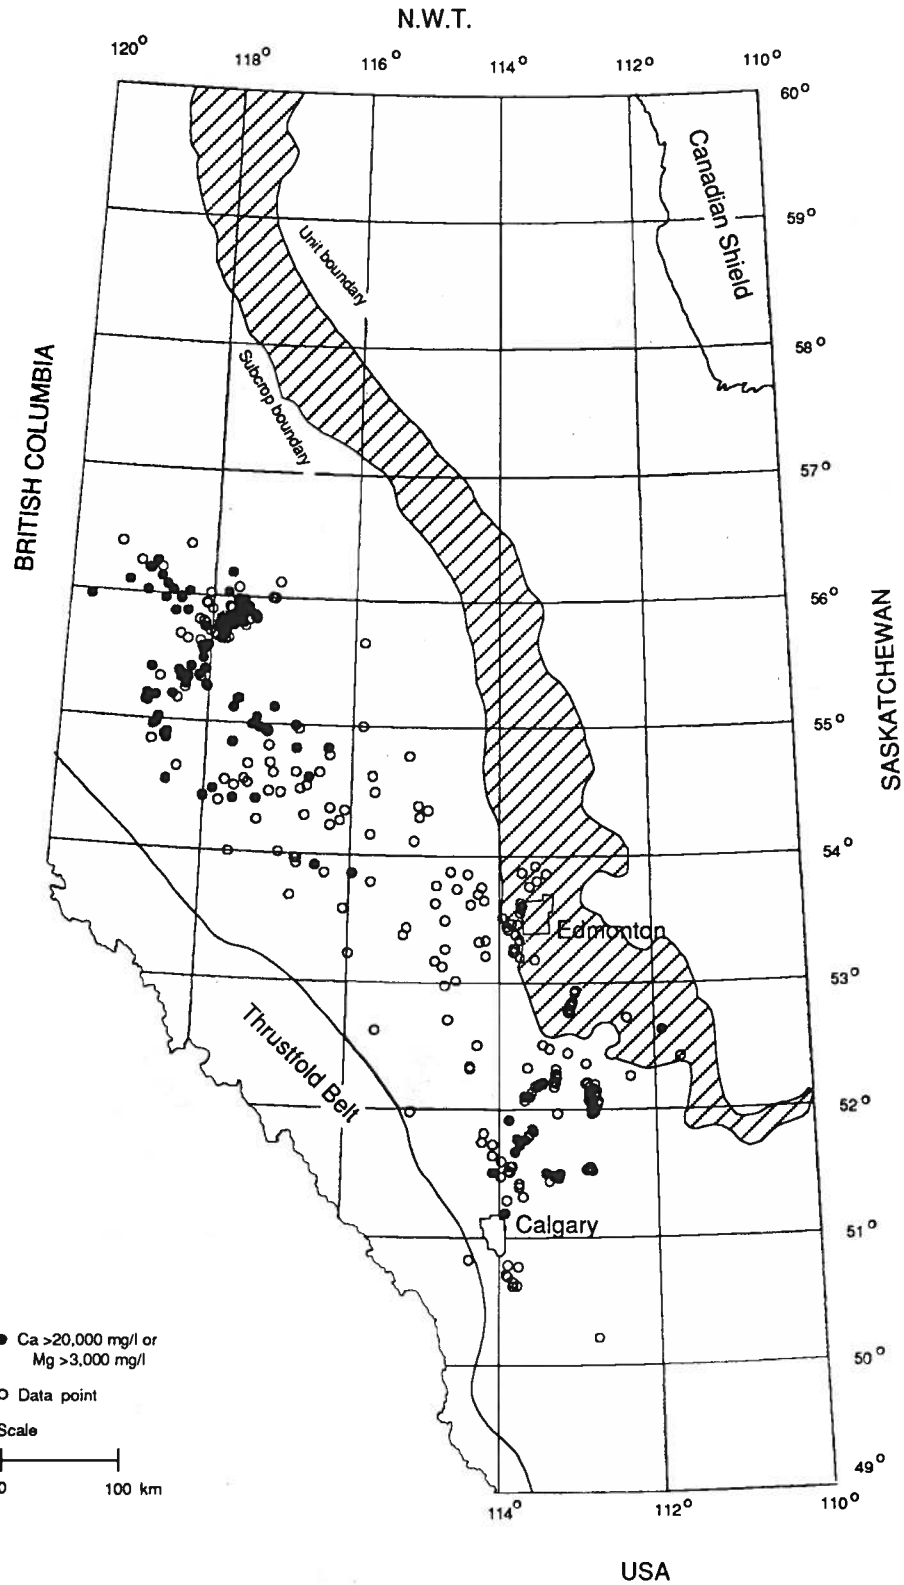 N.W.T.
120°
118°
116°
114°
112°
110°
60°
Canadian Shield
59°
Unit boundary
58°
Subcrop boundary
BRITISH COLUMBIA
57°
56°
SASKATCHEWAN
55°
54°
Edmonton
53°
Thrustfold Belt
52°
Calgary
51°
Ca >20,000 mg/l or
Mg >3,000 mg/l
50°
Data point
Scale
49°
0 100 km
114°
112°
110°
USA